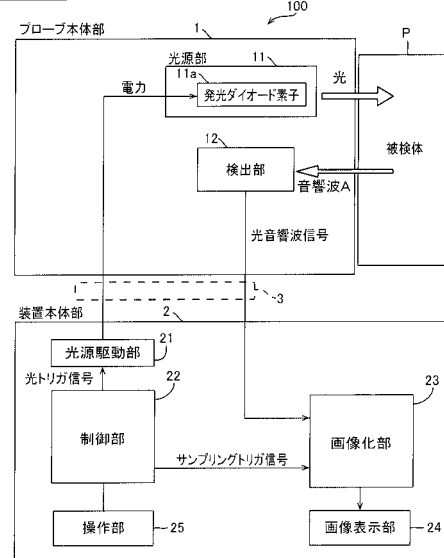 100
プローブ本体部
1
P
光源部
11
11a
電力
発光ダイオード素子
光
12
検出部
音響波A
被検体
光音響波信号
3
装置本体部
2
光源駆動部
21
光トリガ信号
22
23
制御部
画像化部
サンプリングトリガ信号
操作部
25
画像表示部
24